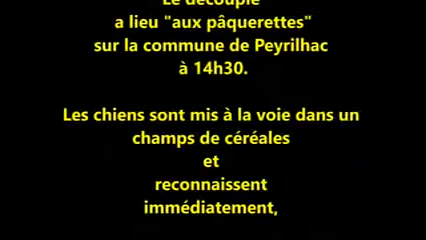 Le découplé
a lieu "aux pâquerettes"
sur la commune de Peyrilhac
à 14h30.
Les chiens sont mis à la voie dans un
champs de céréales
et
reconnaissent
immédiatement,